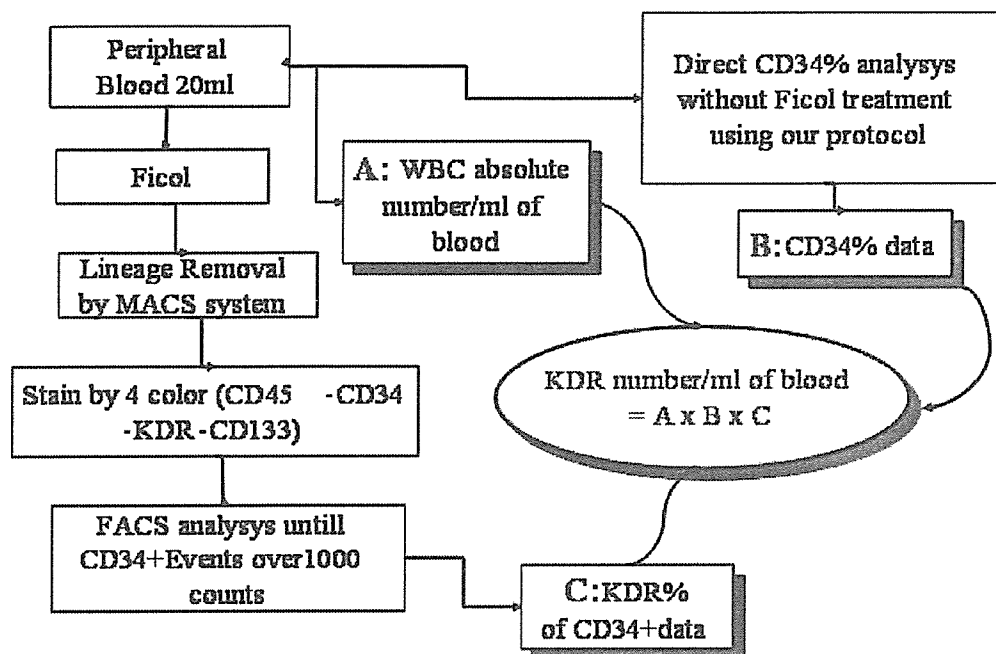 Peripheral
Blood 20ml
Direct CD34% analysys
without Ficol treatment
using our protocol
Ficol
A: WBC absolute
number/ml of
blood
B:CD34% data
Lineage Removal
by MACS system
KDR number/ml of blood
= A x B x C
Stain by 4 color (CD45 -CD34
-KDR-CD133)
FACS analysys untill
CD34+Events over1000
counts
C:KDR%
of CD34+data